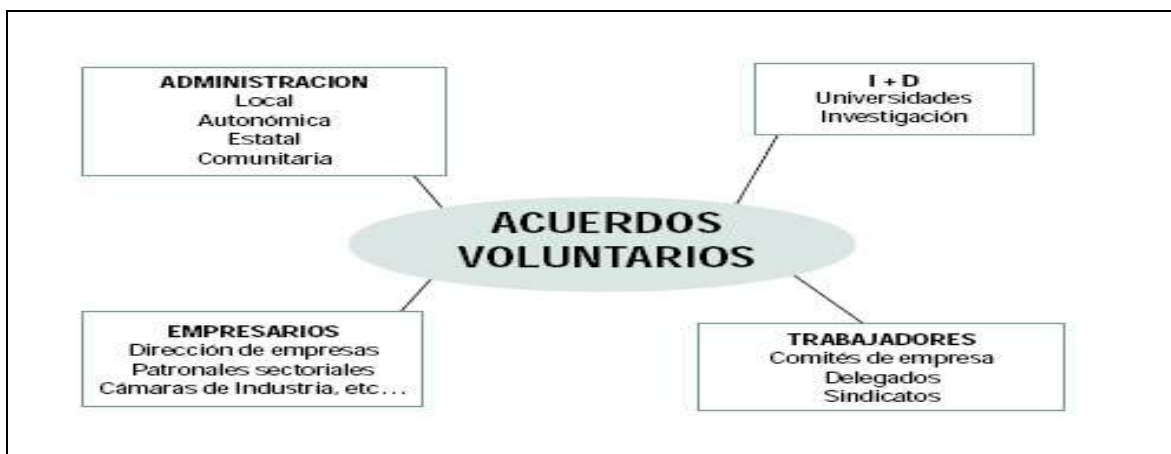 ADMINISTRACION
Local
Autonómica
Estatal
Comunitaria
I + D
Universidades
Investigación
ACUERDOS
VOLUNTARIOS
EMPRESARIOS
Dirección de empresas
Patronales sectoriales
Cámaras de Industria, etc...
TRABAJADORES
Comités de empresa
Delegados
Sindicatos